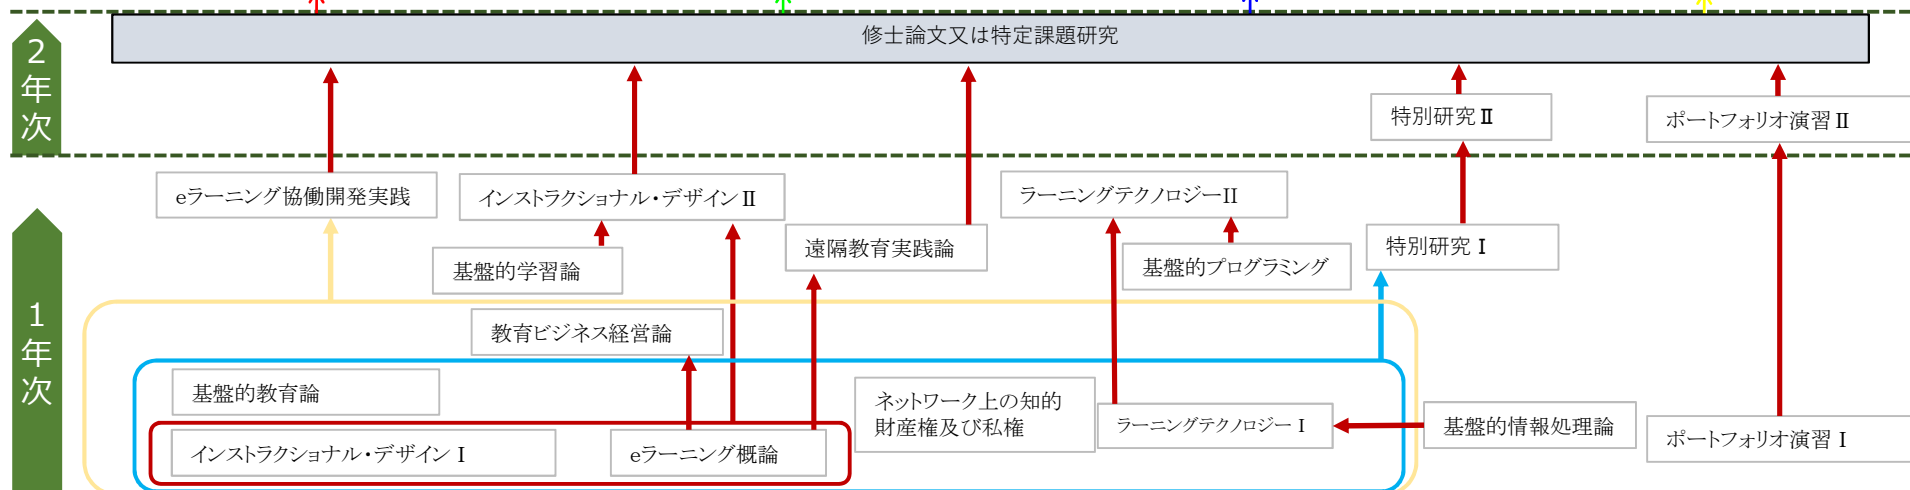 2年次
修士論文又は特定課題研究
特別研究Ⅱ
ポートフォリオ演習Ⅱ
1年次
eラーニング協働開発実践
インストラクショナル・デザインⅡ
ラーニングテクノロジーII
基盤的学習論
遠隔教育実践論
基盤的プログラミング
特別研究Ⅰ
教育ビジネス経営論
基盤的教育論
ネットワーク上の知的
財産権及び私権
ラーニングテクノロジーⅠ
基盤的情報処理論
インストラクショナル・デザインⅠ
eラーニング概論
ポートフォリオ演習Ⅰ